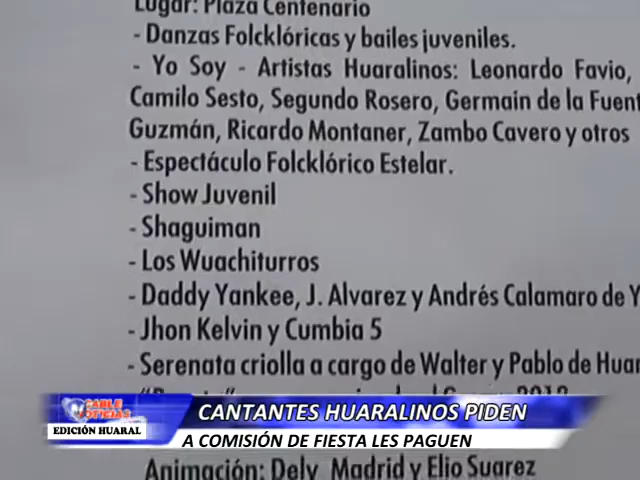 Lugar: Plaza Centenario
- Danzas Folcklóricas y bailes juveniles.
- Yo Soy - Artistas Huaralinos: Leonardo Favio,
Camilo Sesto, Segundo Rosero, Germain de la Fuent
Guzmán, Ricardo Montaner, Zambo Cavero y otros
- Espectáculo Folcklórico Estelar.
- Show Juvenil
- Shaguiman
- Los Wuachiturros
- Daddy Yankee, J. Alvarez y Andrés Calamaro de Y
- Jhon Kelvin y Cumbia 5
- Serenata criolla a cargo de Walter y Pablo de Huar
2013
CABLE NOTICIAS
EDICIÓN HUARAL
CANTANTES HUARALINOS PIDEN
A COMISIÓN DE FIESTA LES PAGUEN
Animación: Dely Madrid y Elio Suarez